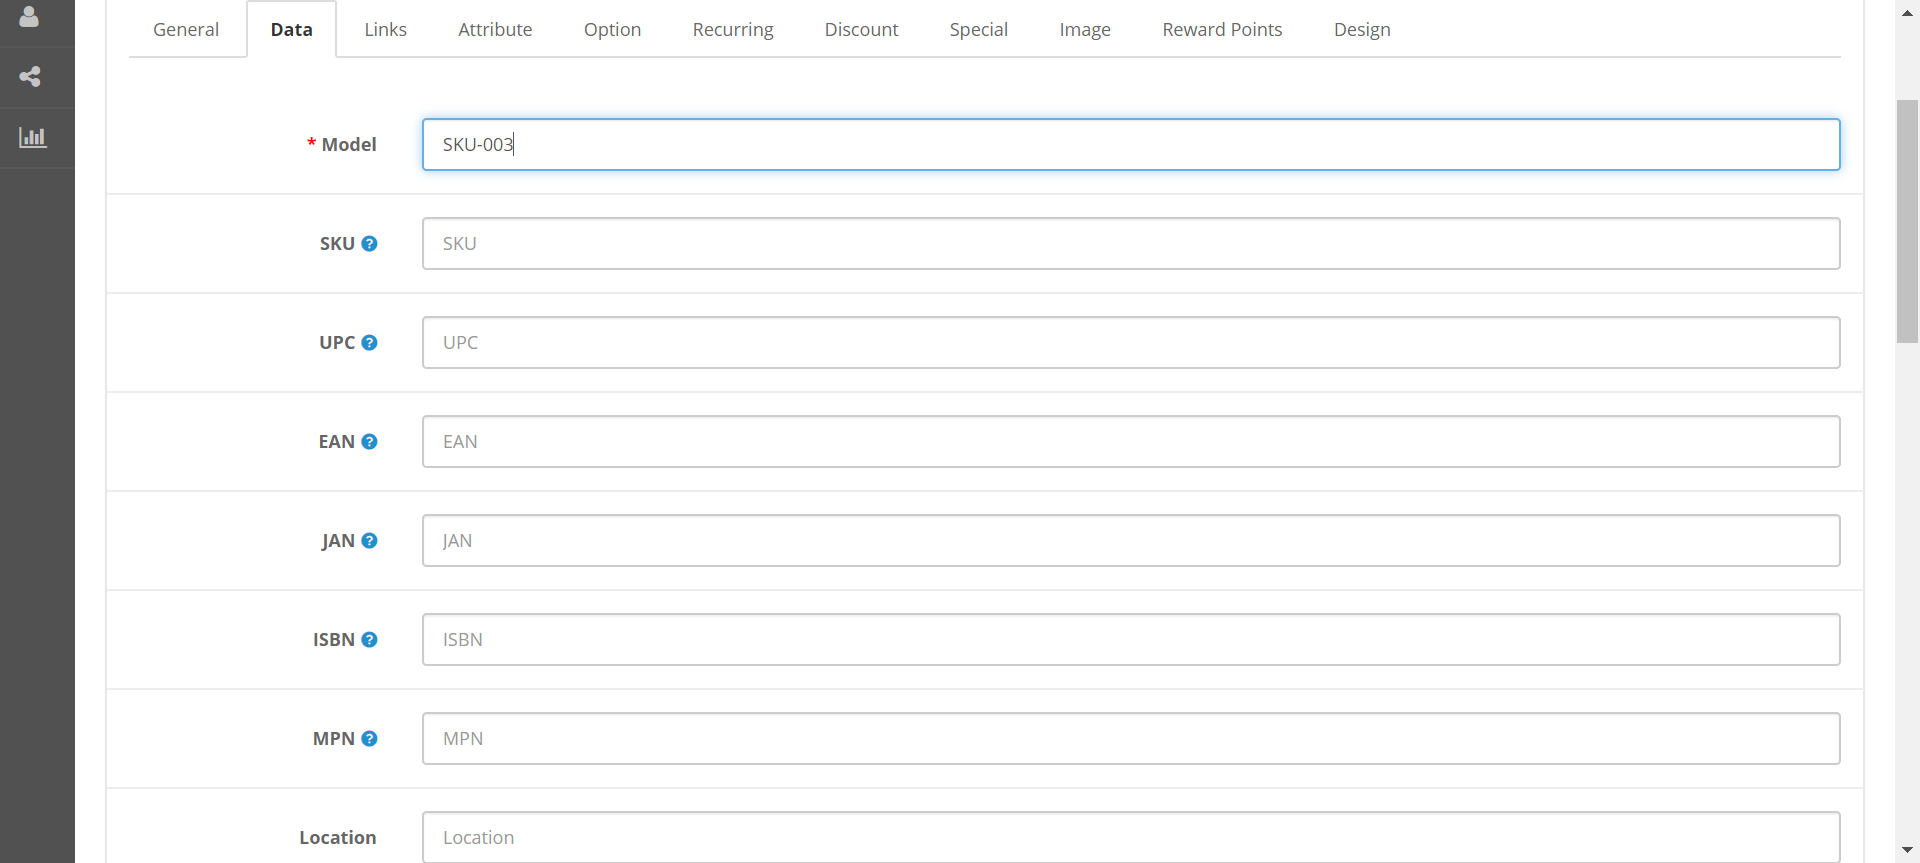 General Data Links Attribute Option Recurring Discount Special Image Reward Points Design
* Model SKU-003
SKU ? SKU
UPC ? UPC
EAN ? EAN
JAN ? JAN
ISBN ? ISBN
MPN ? MPN
Location Location